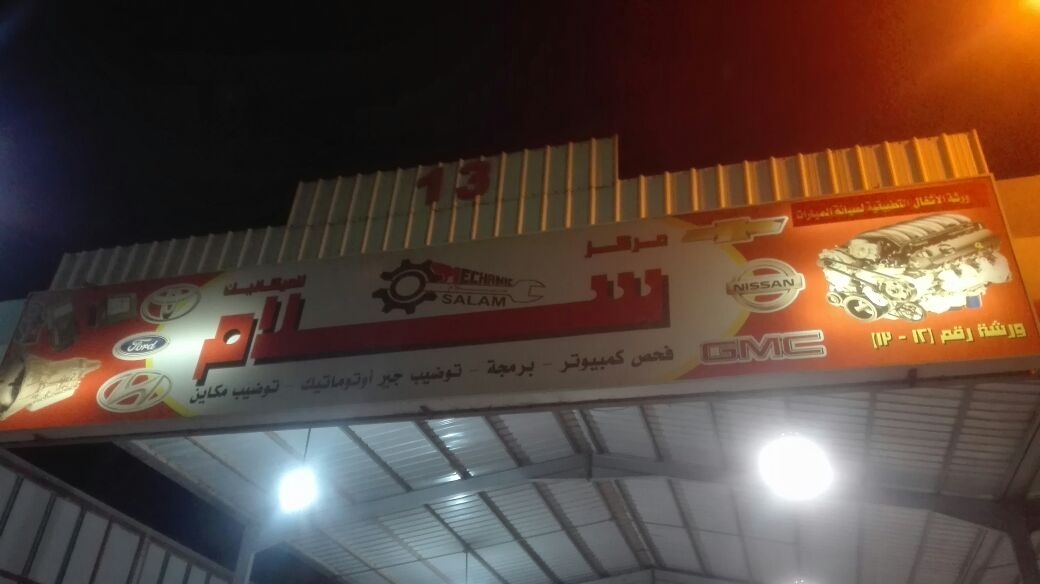 13
ورشة الأشغال التطبيقية لصيانة السيارات
مركز
سلام
للميكانيك
MECHANIC
SALAM
فحص كمبيوتر - برمجة - توضيب جير أوتوماتيك - توضيب مكاين
NISSAN
GMC
Ford
ورشة رقم (١٢ - ١٣)